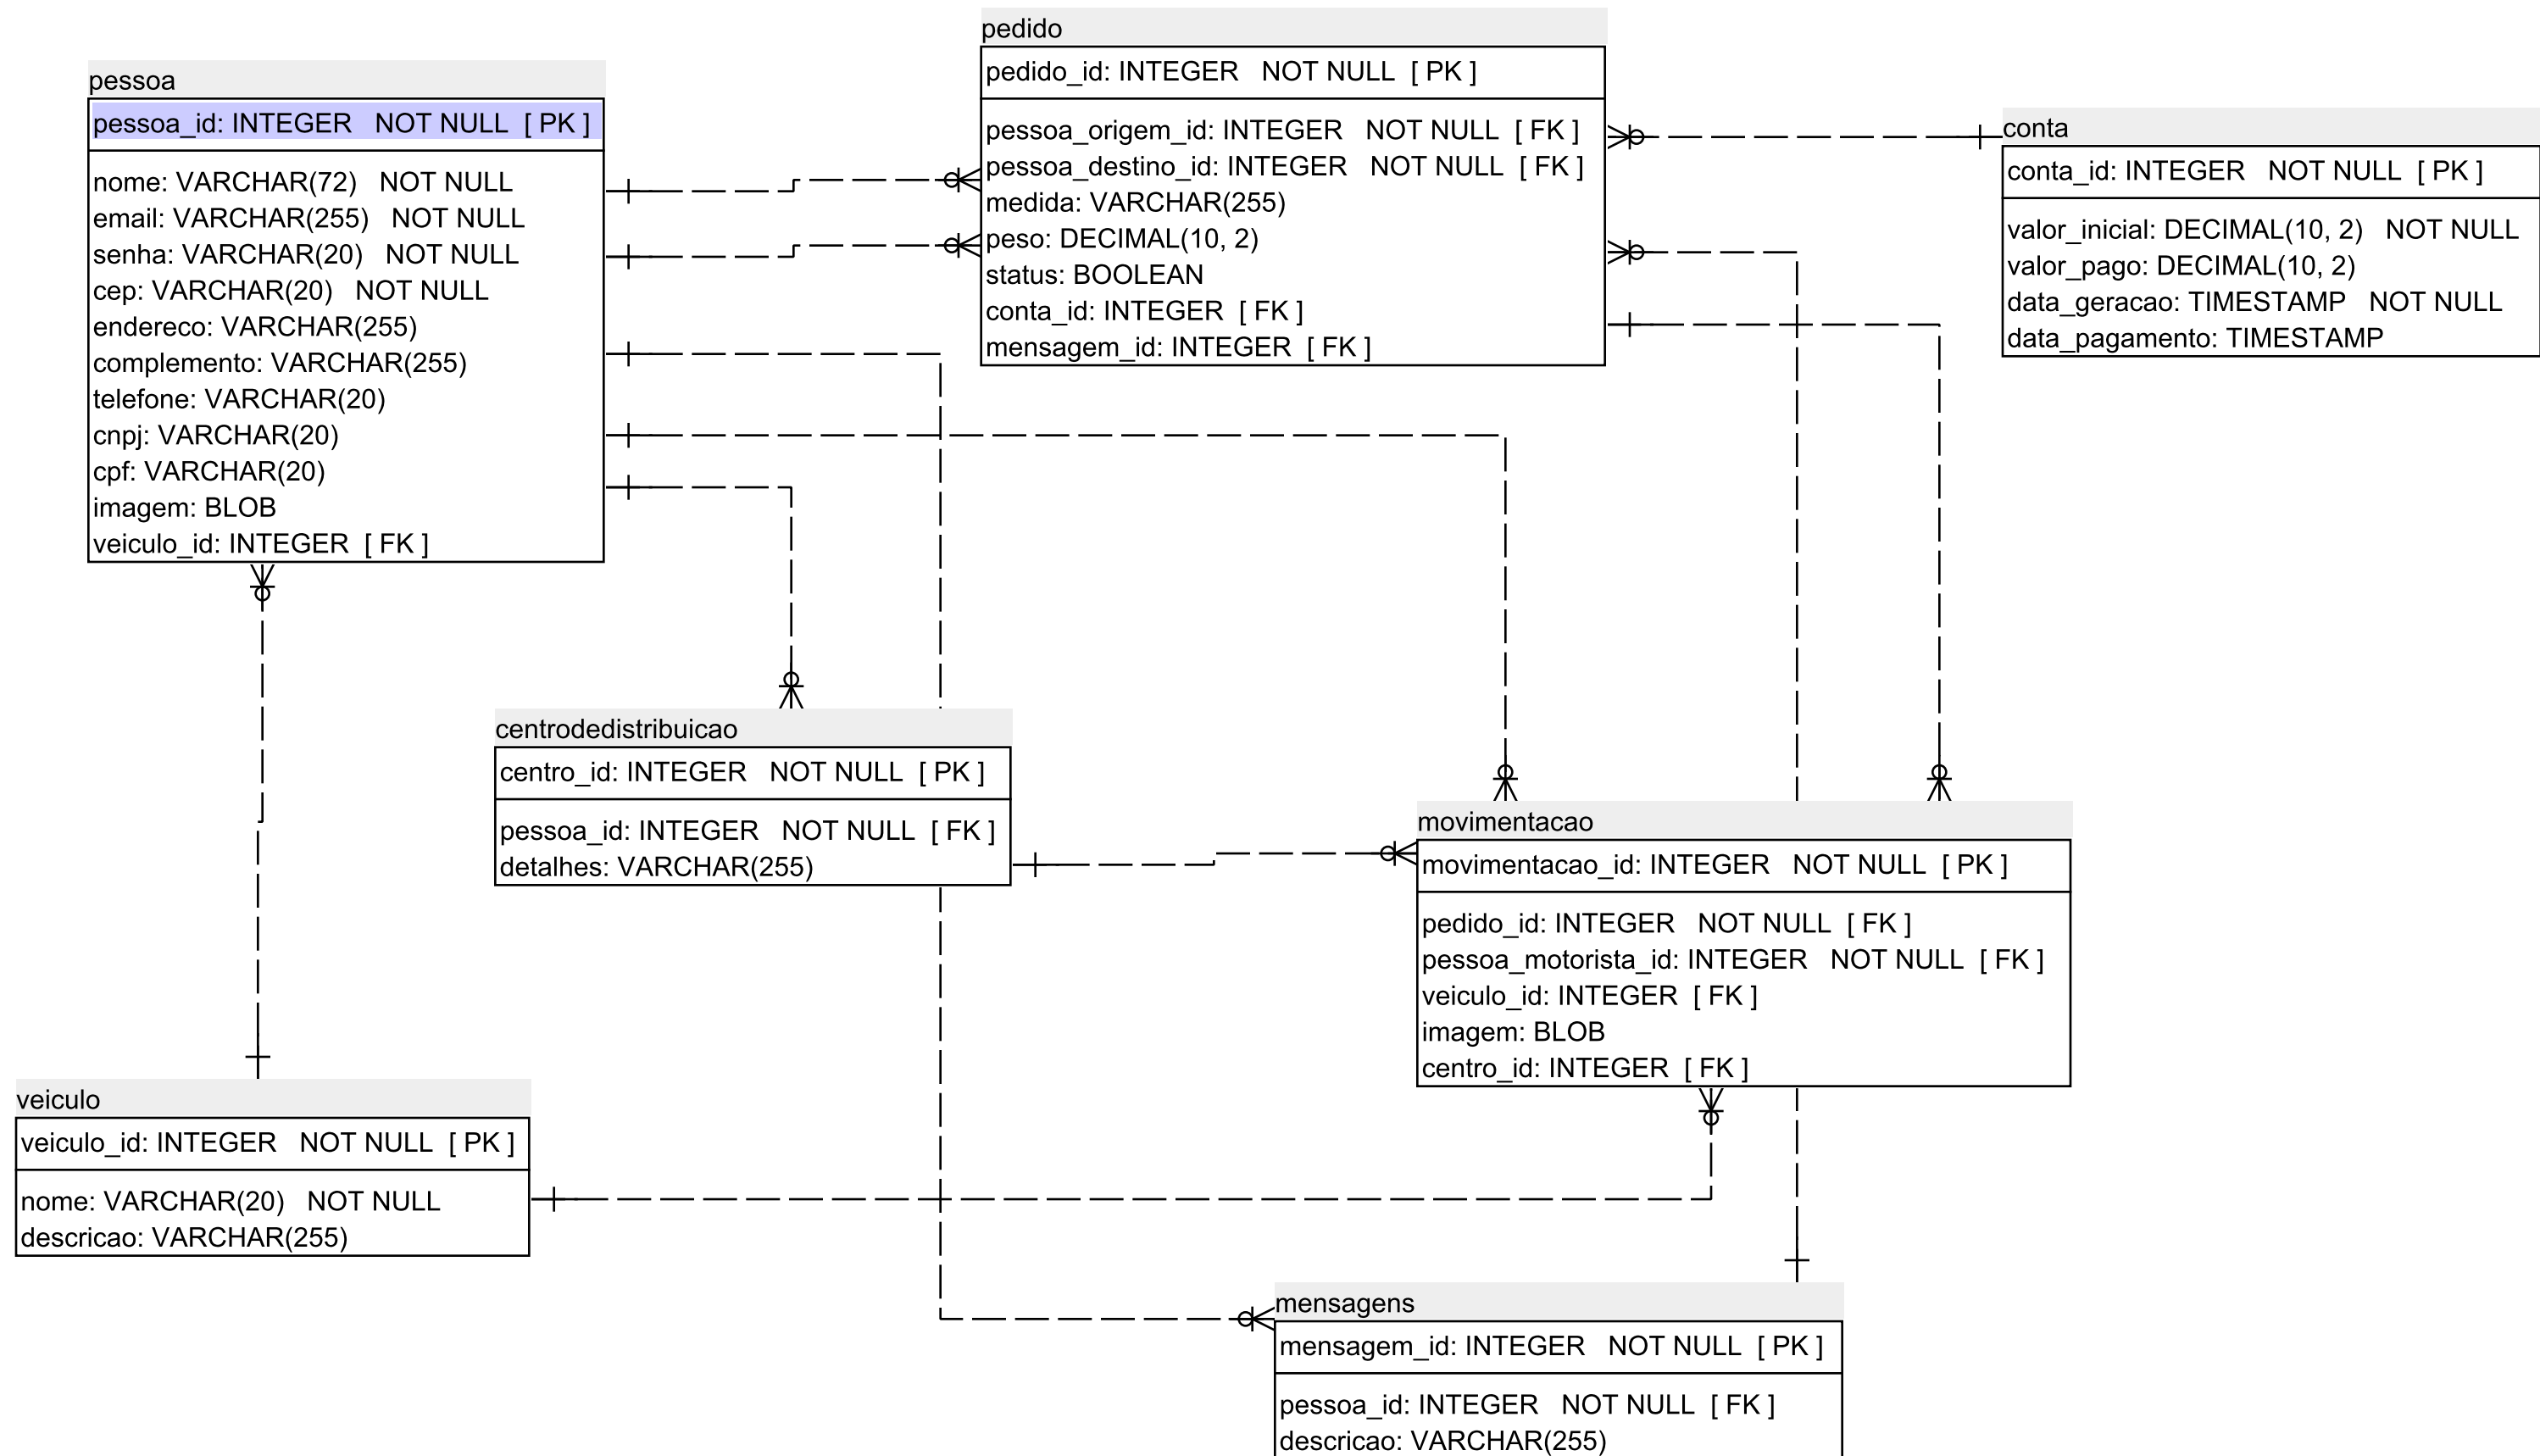 pessoa
pessoa_id: INTEGER   NOT NULL  [ PK ]
nome: VARCHAR(72)   NOT NULL
email: VARCHAR(255)   NOT NULL
senha: VARCHAR(20)   NOT NULL
cep: VARCHAR(20)   NOT NULL
endereco: VARCHAR(255)
complemento: VARCHAR(255)
telefone: VARCHAR(20)
cnpj: VARCHAR(20)
cpf: VARCHAR(20)
imagem: BLOB
veiculo_id: INTEGER  [ FK ]
pedido
pedido_id: INTEGER   NOT NULL  [ PK ]
pessoa_origem_id: INTEGER   NOT NULL  [ FK ]
pessoa_destino_id: INTEGER   NOT NULL  [ FK ]
medida: VARCHAR(255)
peso: DECIMAL(10, 2)
status: BOOLEAN
conta_id: INTEGER  [ FK ]
mensagem_id: INTEGER  [ FK ]
conta
conta_id: INTEGER   NOT NULL  [ PK ]
valor_inicial: DECIMAL(10, 2)   NOT NULL
valor_pago: DECIMAL(10, 2)
data_geracao: TIMESTAMP   NOT NULL
data_pagamento: TIMESTAMP
centrodedistribuicao
centro_id: INTEGER   NOT NULL  [ PK ]
pessoa_id: INTEGER   NOT NULL  [ FK ]
detalhes: VARCHAR(255)
movimentacao
movimentacao_id: INTEGER   NOT NULL  [ PK ]
pedido_id: INTEGER   NOT NULL  [ FK ]
pessoa_motorista_id: INTEGER   NOT NULL  [ FK ]
veiculo_id: INTEGER  [ FK ]
imagem: BLOB
centro_id: INTEGER  [ FK ]
veiculo
veiculo_id: INTEGER   NOT NULL  [ PK ]
nome: VARCHAR(20)   NOT NULL
descricao: VARCHAR(255)
mensagens
mensagem_id: INTEGER   NOT NULL  [ PK ]
pessoa_id: INTEGER   NOT NULL  [ FK ]
descricao: VARCHAR(255)